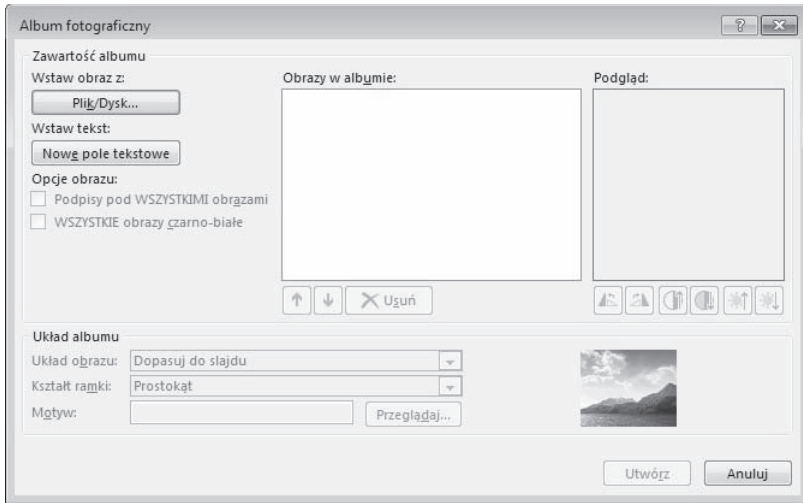 Album fotograficzny
Zawartość albumu
Wstaw obraz z:
Plik/Dysk...
Wstaw tekst:
Nowe pole tekstowe
Opcje obrazu:
Podpisy pod WSZYSTKIMI obrazami
WSZYSTKIE obrazy czarno-białe
Obrazy w albumie:
Usuń
Podgląd:
Układ albumu
Układ obrazu: Dopasuj do slajdu
Kształt ramki: Prostokąt
Motyw: Przeglądaj...
Utwórz Anuluj